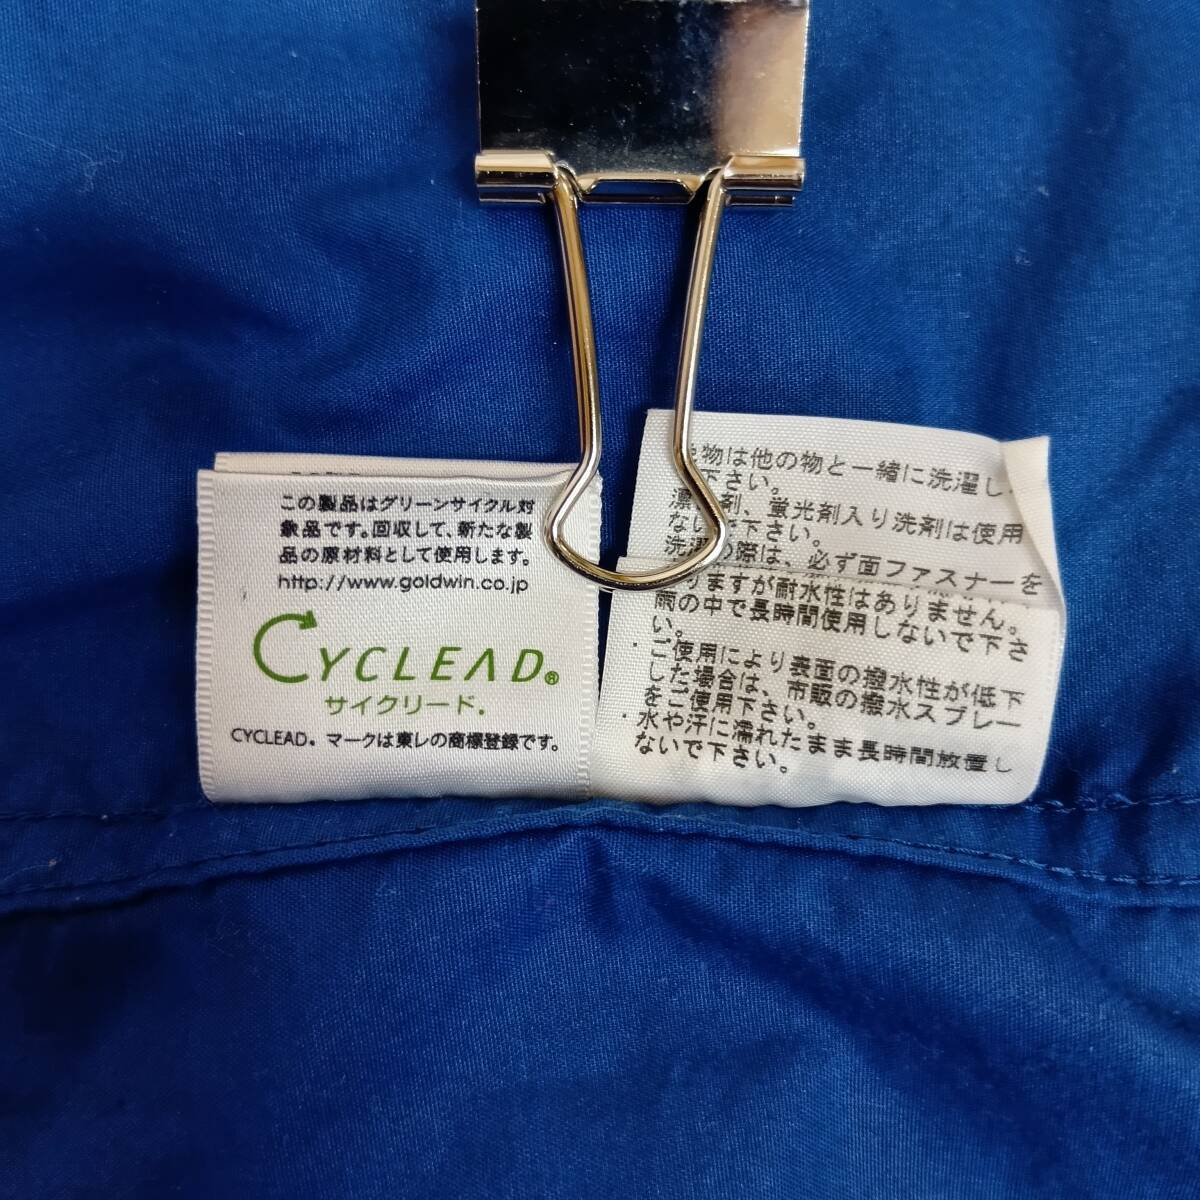 この製品はグリーンサイクル対
象品です。回収して、新たな製
品の原材料として使用します。
http://www.goldwin.co.jp
CYCLEAD®
サイクリード.
CYCLEAD. マークは東レの商標登録です。
物は他の物と一緒に洗濯し
下さい。
剤、蛍光剤入り洗剤は使用
ないで下さい。
の際は、必ず面ファスナーを
りますが耐水性はありません。
雨の中で長時間使用しないで下さ
い。
・ご使用により表面の撥水性が低下
した場合は、市販の撥水スプレー
をご使用下さい。
・水や汗に濡れたまま長時間放置し
ないで下さい。